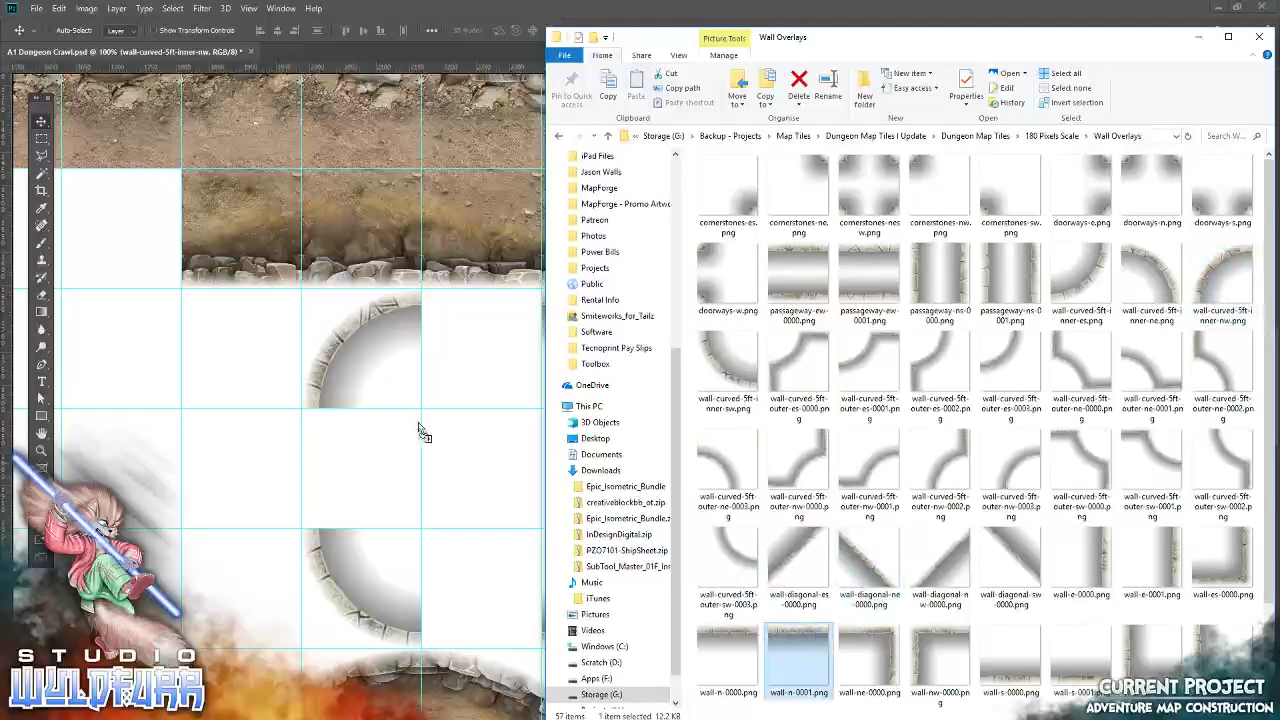 Ps File Edit Image Layer Type Select Filter 3D View Window Help
Auto-Select: Layer Show Transform Controls
A1 Dungeon Crawl.psd @ 100% (wall-curved-5ft-inner-nw, RGB/8) *
Picture Tools Wall Overlays
File Home Share View Manage
Pin to Quick access
Copy
Paste
Cut
Copy path
Paste shortcut
Move to
Copy to
Delete
Rename
New folder
New item
Easy access
Properties
Open
Edit
History
Select all
Select none
Invert selection
Clipboard Organise New Open Select
Storage (G:) Backup - Projects Map Tiles Dungeon Map Tiles I Update Dungeon Map Tiles 180 Pixels Scale Wall Overlays Search W...
iPad Files
Jason Walls
MapForge
MapForge - Promo Artwo
Patreon
Photos
Power Bills
Projects
Public
Rental Info
Smiteworks_for_Tailz
Software
Tecnoprint Pay Slips
Toolbox
OneDrive
This PC
3D Objects
Desktop
Documents
Downloads
Epic_Isometric_Bundle
creativeblockbb_ot.zip
Epic_Isometric_Bundle.z
InDesignDigital.zip
PZO7101-ShipSheet.zip
SubTool_Master_01F_Ins
Music
iTunes
Pictures
Videos
Windows (C:)
Scratch (D:)
Apps (F:)
Storage (G:)
cornerstones-es.png cornerstones-ne.png cornerstones-nesw.png cornerstones-nw.png cornerstones-sw.png doorways-e.png doorways-n.png doorways-s.png
doorways-w.png passageway-ew-0000.png passageway-ew-0001.png passageway-ns-0000.png passageway-ns-0001.png wall-curved-5ft-inner-es.png wall-curved-5ft-inner-ne.png wall-curved-5ft-inner-nw.png
wall-curved-5ft-inner-sw.png wall-curved-5ft-outer-es-0000.png wall-curved-5ft-outer-es-0001.png wall-curved-5ft-outer-es-0002.png wall-curved-5ft-outer-es-0003.png wall-curved-5ft-outer-ne-0000.png wall-curved-5ft-outer-ne-0001.png wall-curved-5ft-outer-ne-0002.png
wall-curved-5ft-outer-ne-0003.png wall-curved-5ft-outer-nw-0000.png wall-curved-5ft-outer-nw-0001.png wall-curved-5ft-outer-nw-0002.png wall-curved-5ft-outer-nw-0003.png wall-curved-5ft-outer-sw-0000.png wall-curved-5ft-outer-sw-0001.png wall-curved-5ft-outer-sw-0002.png
wall-curved-5ft-outer-sw-0003.png wall-diagonal-es-0000.png wall-diagonal-ne-0000.png wall-diagonal-nw-0000.png wall-diagonal-sw-0000.png wall-e-0000.png wall-e-0001.png wall-es-0000.png
wall-n-0000.png wall-n-0001.png wall-ne-0000.png wall-nw-0000.png wall-s-0000.png wall-s-0001
57 items 1 item selected 12.2 KB
STUDIO
WYLDFURR
CURRENT PROJECT
ADVENTURE MAP CONSTRUCTION